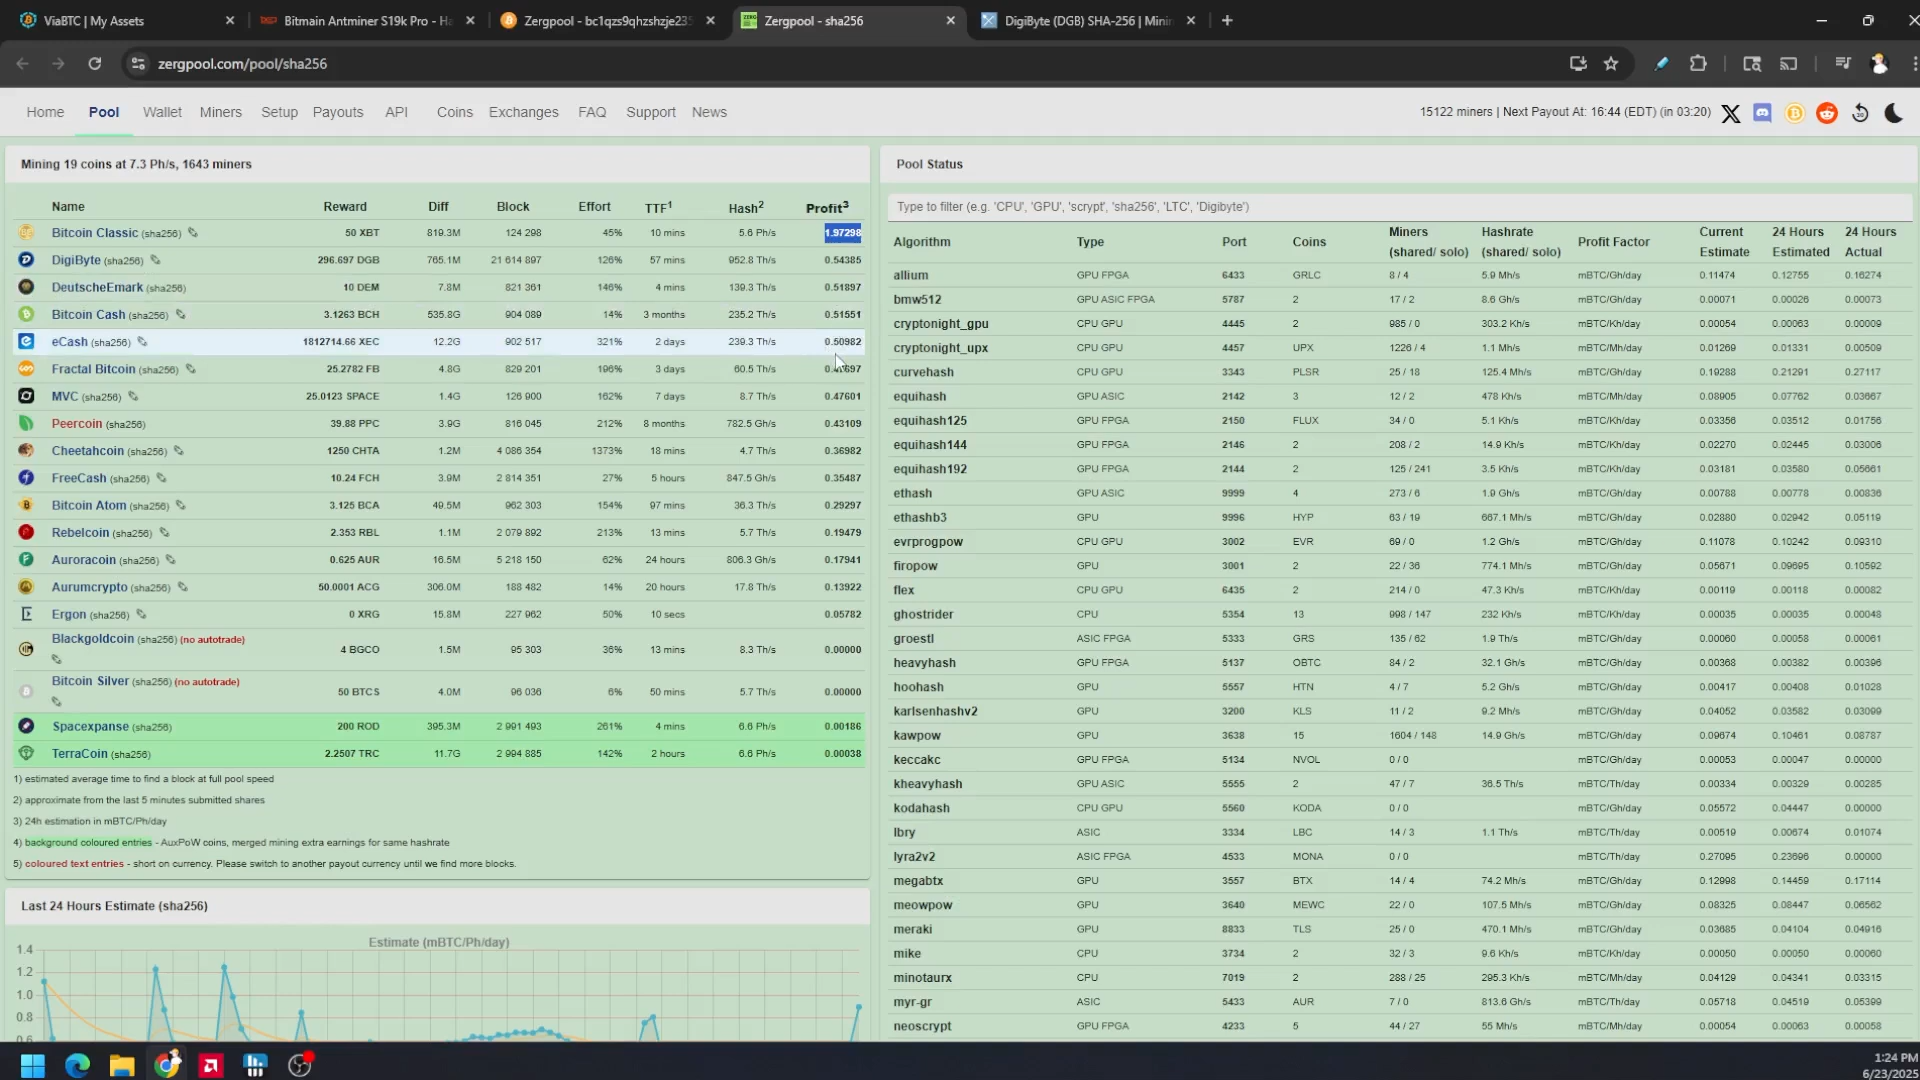 ViaBTC | My Assets
Bitmain Antminer S19k Pro - Ha
Zergpool - bc1qzs9qhzshzje235
Zergpool - sha256
DigiByte (DGB) SHA-256 | Minin
zergpool.com/pool/sha256
Home Pool Wallet Miners Setup Payouts API Coins Exchanges FAQ Support News
15122 miners | Next Payout At: 16:44 (EDT) (in 03:20)
Mining 19 coins at 7.3 Ph/s, 1643 miners
Name Reward Diff Block Effort TTF1 Hash2 Profit3
Bitcoin Classic (sha256) 50 XBT 819.3M 124 298 45% 10 mins 5.6 Ph/s 1.97298
DigiByte (sha256) 296.697 DGB 765.1M 21 614 897 126% 57 mins 952.8 Th/s 0.54385
DeutscheEmark (sha256) 10 DEM 7.8M 821 361 146% 4 mins 139.3 Th/s 0.51897
Bitcoin Cash (sha256) 3.1263 BCH 535.8G 904 089 14% 3 months 235.2 Th/s 0.51551
eCash (sha256) 1812714.66 XEC 12.2G 902 517 321% 2 days 239.3 Th/s 0.50982
Fractal Bitcoin (sha256) 25.2782 FB 4.8G 829 201 196% 3 days 60.5 Th/s
MVC (sha256) 25.0123 SPACE 1.4G 126 900 162% 7 days 8.7 Th/s 0.47601
Peercoin (sha256) 39.88 PPC 3.9G 816 045 212% 8 months 782.5 Gh/s 0.43109
Cheetahcoin (sha256) 1250 CHTA 1.2M 4 086 354 1373% 18 mins 4.7 Th/s 0.36982
FreeCash (sha256) 10.24 FCH 3.9M 2 814 351 27% 5 hours 847.5 Gh/s 0.35487
Bitcoin Atom (sha256) 3.125 BCA 49.5M 962 303 154% 97 mins 36.3 Th/s 0.29297
Rebelcoin (sha256) 2.353 RBL 1.1M 2 079 892 213% 13 mins 5.7 Th/s 0.19479
Auroracoin (sha256) 0.625 AUR 16.5M 5 218 150 62% 24 hours 806.3 Gh/s 0.17941
Aurumcrypto (sha256) 50.0001 ACG 306.0M 188 482 14% 20 hours 17.8 Th/s 0.13922
Ergon (sha256) 0 XRG 15.8M 227 962 50% 10 secs 0.05782
Blackgoldcoin (sha256) (no autotrade) 4 BGCO 1.5M 95 303 36% 13 mins 8.3 Th/s 0.00000
Bitcoin Silver (sha256) (no autotrade) 50 BTCS 4.0M 96 036 6% 50 mins 5.7 Th/s 0.00000
Spacexpanse (sha256) 200 ROD 395.3M 2 991 493 261% 4 mins 6.6 Ph/s 0.00186
TerraCoin (sha256) 2.2507 TRC 11.7G 2 994 885 142% 2 hours 6.6 Ph/s 0.00038
1) estimated average time to find a block at full pool speed
2) approximate from the last 5 minutes submitted shares
3) 24h estimation in mBTC/Ph/day
4) background coloured entries - AuxPoW coins, merged mining extra earnings for same hashrate
5) coloured text entries - short on currency. Please switch to another payout currency until we find more blocks.
Last 24 Hours Estimate (sha256)
Estimate (mBTC/Ph/day)
1.4
1.2
1.0
0.8
0.6
Pool Status
Type to filter (e.g. 'CPU', 'GPU', 'scrypt', 'sha256', 'LTC', 'Digibyte')
Algorithm Type Port Coins Miners (shared/ solo) Hashrate (shared/ solo) Profit Factor Current Estimate 24 Hours Estimated 24 Hours Actual
allium GPU FPGA 6433 GRLC 8 / 4 5.9 Mh/s mBTC/Gh/day 0.11474 0.12755 0.16274
bmw512 GPU ASIC FPGA 5787 2 17 / 2 8.6 Gh/s mBTC/Gh/day 0.00071 0.00026 0.00073
cryptonight_gpu CPU GPU 4445 2 985 / 0 303.2 Kh/s mBTC/Kh/day 0.00054 0.00063 0.00009
cryptonight_upx CPU GPU 4457 UPX 1226 / 4 1.1 Mh/s mBTC/Mh/day 0.01269 0.01331 0.00509
curvehash CPU GPU 3343 PLSR 25 / 18 125.4 Mh/s mBTC/Gh/day 0.19288 0.21291 0.27117
equihash GPU ASIC 2142 3 12 / 2 478 Kh/s mBTC/Mh/day 0.08905 0.07762 0.03667
equihash125 GPU FPGA 2150 FLUX 34 / 0 5.1 Kh/s mBTC/Kh/day 0.03356 0.03512 0.01756
equihash144 GPU FPGA 2146 2 208 / 2 14.9 Kh/s mBTC/Kh/day 0.02270 0.02445 0.03006
equihash192 GPU FPGA 2144 2 125 / 241 3.5 Kh/s mBTC/Kh/day 0.03181 0.03580 0.05661
ethash GPU ASIC 9999 4 273 / 6 1.9 Gh/s mBTC/Gh/day 0.00788 0.00778 0.00836
ethashb3 GPU 9996 HYP 63 / 19 667.1 Mh/s mBTC/Gh/day 0.02880 0.02942 0.05119
evrprogpow CPU GPU 3002 EVR 69 / 0 1.2 Gh/s mBTC/Gh/day 0.11078 0.10242 0.09310
firopow GPU 3001 2 22 / 36 774.1 Mh/s mBTC/Gh/day 0.05671 0.09695 0.10592
flex CPU GPU 6435 2 214 / 0 47.3 Kh/s mBTC/Kh/day 0.00119 0.00118 0.00082
ghostrider CPU 5354 13 998 / 147 232 Kh/s mBTC/Kh/day 0.00035 0.00035 0.00048
groestl ASIC FPGA 5333 GRS 135 / 62 1.9 Th/s mBTC/Gh/day 0.00060 0.00058 0.00061
heavyhash GPU FPGA 5137 OBTC 84 / 2 32.1 Gh/s mBTC/Gh/day 0.00368 0.00382 0.00396
hoohash GPU 5557 HTN 4 / 7 5.2 Gh/s mBTC/Gh/day 0.00417 0.00408 0.01028
karlsenhashv2 GPU 3200 KLS 11 / 2 9.2 Mh/s mBTC/Gh/day 0.04052 0.03582 0.03099
kawpow GPU 3638 15 1604 / 148 14.9 Gh/s mBTC/Gh/day 0.09674 0.10461 0.08787
keccakc GPU FPGA 5134 NVOL 0 / 0 mBTC/Gh/day 0.00053 0.00047 0.00000
kheavyhash GPU ASIC 5555 2 47 / 7 36.5 Th/s mBTC/Th/day 0.00334 0.00329 0.00285
kodahash CPU GPU 5560 KODA 0 / 0 mBTC/Gh/day 0.05572 0.04447 0.00000
lbry ASIC 3334 LBC 14 / 3 1.1 Th/s mBTC/Th/day 0.00519 0.00674 0.01074
lyra2v2 ASIC FPGA 4533 MONA 0 / 0 mBTC/Th/day 0.27095 0.23696 0.00000
megabtx GPU 3557 BTX 14 / 4 74.2 Mh/s mBTC/Gh/day 0.12998 0.14459 0.17114
meowpow GPU 3640 MEWC 22 / 0 107.5 Mh/s mBTC/Gh/day 0.08325 0.08447 0.06562
meraki GPU 8833 TLS 25 / 0 470.1 Mh/s mBTC/Gh/day 0.03685 0.04104 0.04916
mike CPU 3734 2 32 / 3 9.6 Kh/s mBTC/Kh/day 0.00050 0.00050 0.00060
minotaurx CPU 7019 2 288 / 25 295.3 Kh/s mBTC/Mh/day 0.04129 0.04341 0.03315
myr-gr ASIC 5433 AUR 7 / 0 813.6 Gh/s mBTC/Th/day 0.05718 0.04519 0.05399
neoscrypt GPU FPGA 4233 5 44 / 27 55 Mh/s mBTC/Mh/day 0.00054 0.00063 0.00058
1:24 PM
6/23/2025